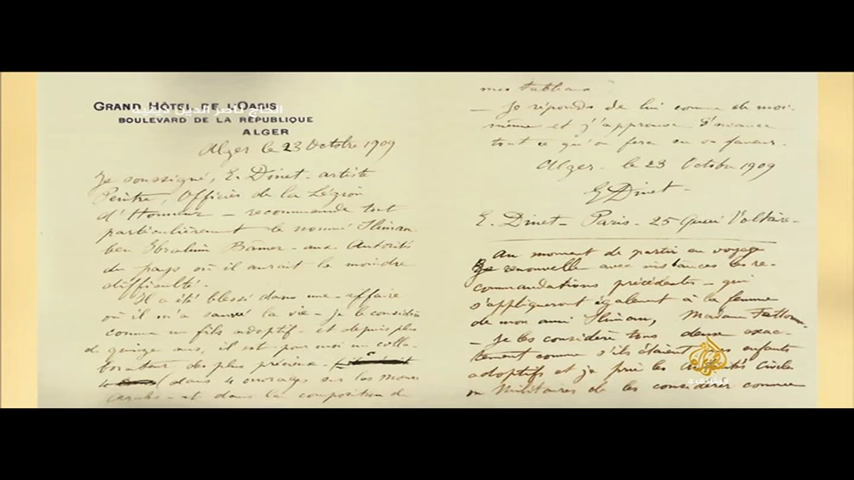 GRAND HÔTEL DE L'OASIS
BOULEVARD DE LA RÉPUBLIQUE
ALGER
Alger le 23 Octobre 1909
Je soussigné, E. Dinet artiste
Peintre, Officier de la Légion
d'Honneur – recommande tout
particulièrement le nommé Sliman
ben Ibrahim Bâmer – aux Autorités
du pays où il aurait la moindre
difficulté.
Il a été blessé dans une affaire
où il m'a sauvé la vie – Je le considère
comme un fils adoptif – et depuis plus
de quinze ans, il est pour moi un colla-
borateur des plus précieux
(dans 4 ouvrages sur les Mœurs
Arabes – et dans la composition de
mes tableaux
– Je réponds de lui comme de moi-
même et j'approuve d'avance
tout ce qu'on fera en sa faveur.
Alger – le 23 Octobre 1909
E Dinet
E. Dinet – Paris – 25 Quai Voltaire –
Au moment de partir en voyage
Je renouvelle avec instances les re-
commandations précédentes – qui
s'appliqueront également à la femme
de mon ami Sliman, Madame
– Je les considère tous deux exac-
tement comme s'ils étaient enfants
adoptifs et je prie les Autorités Civiles
ou Militaires de les considérer comme